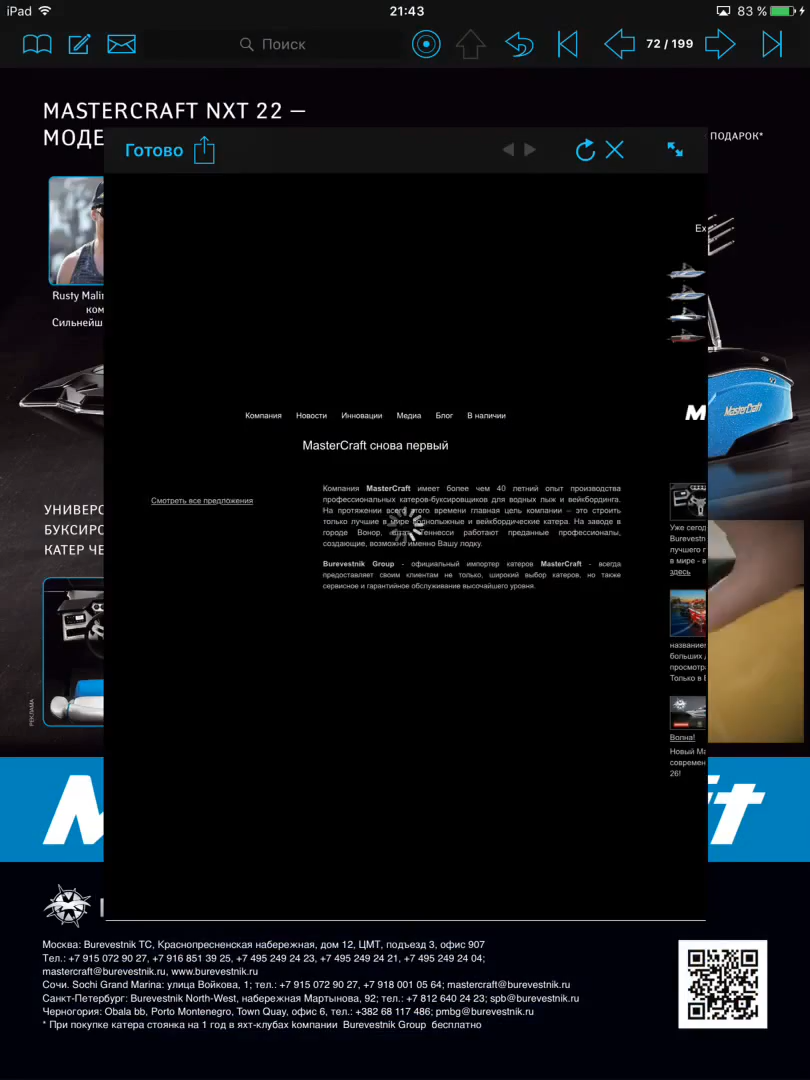 iPad
21:43
83 %
Поиск
72 / 199
MASTERCRAFT NXT 22 —
МОДЕ
ПОДАРОК*
Готово
Ex
Rusty Malin
ком
Сильнейш
MasterCraft
Компания Новости Инновации Медиа Блог В наличии
M
MasterCraft снова первый
Смотреть все предложения
Компания MasterCraft имеет более чем 40 летний опыт производства
профессиональных катеров-буксировщиков для водных лыж и вейкбординга.
На протяжении всего этого времени главная цель компании – это строить
только лучшие в мире воднолыжные и вейкбордические катера. На заводе в
городе Вонор, штат Теннесси работают преданные профессионалы,
создающие, возможно именно Вашу лодку.
Burevestnik Group - официальный импортер катеров MasterCraft - всегда
предоставляет своим клиентам не только, широкий выбор катеров, но также
сервисное и гарантийное обслуживание высочайшего уровня.
УНИВЕРС
БУКСИРО
КАТЕР ЧЕ
Уже сегод
Burevestn
лучшего г
в мире - в
здесь
названием
больших д
просмотр
Только в Е
Волна!
Новый Ма
современ
26!
РЕКЛАМА
M
ft
Москва: Burevestnik ТС, Краснопресненская набережная, дом 12, ЦМТ, подъезд 3, офис 907
Тел.: +7 915 072 90 27, +7 916 851 39 25, +7 495 249 24 23, +7 495 249 24 21, +7 495 249 24 04;
mastercraft@burevestnik.ru, www.burevestnik.ru
Сочи. Sochi Grand Marina: улица Войкова, 1; тел.: +7 915 072 90 27, +7 918 001 05 64; mastercraft@burevestnik.ru
Санкт-Петербург: Burevestnik North-West, набережная Мартынова, 92; тел.: +7 812 640 24 23; spb@burevestnik.ru
Черногория: Obala bb, Porto Montenegro, Town Quay, офис 6, тел.: +382 68 117 486; pmbg@burevestnik.ru
* При покупке катера стоянка на 1 год в яхт-клубах компании Burevestnik Group бесплатно